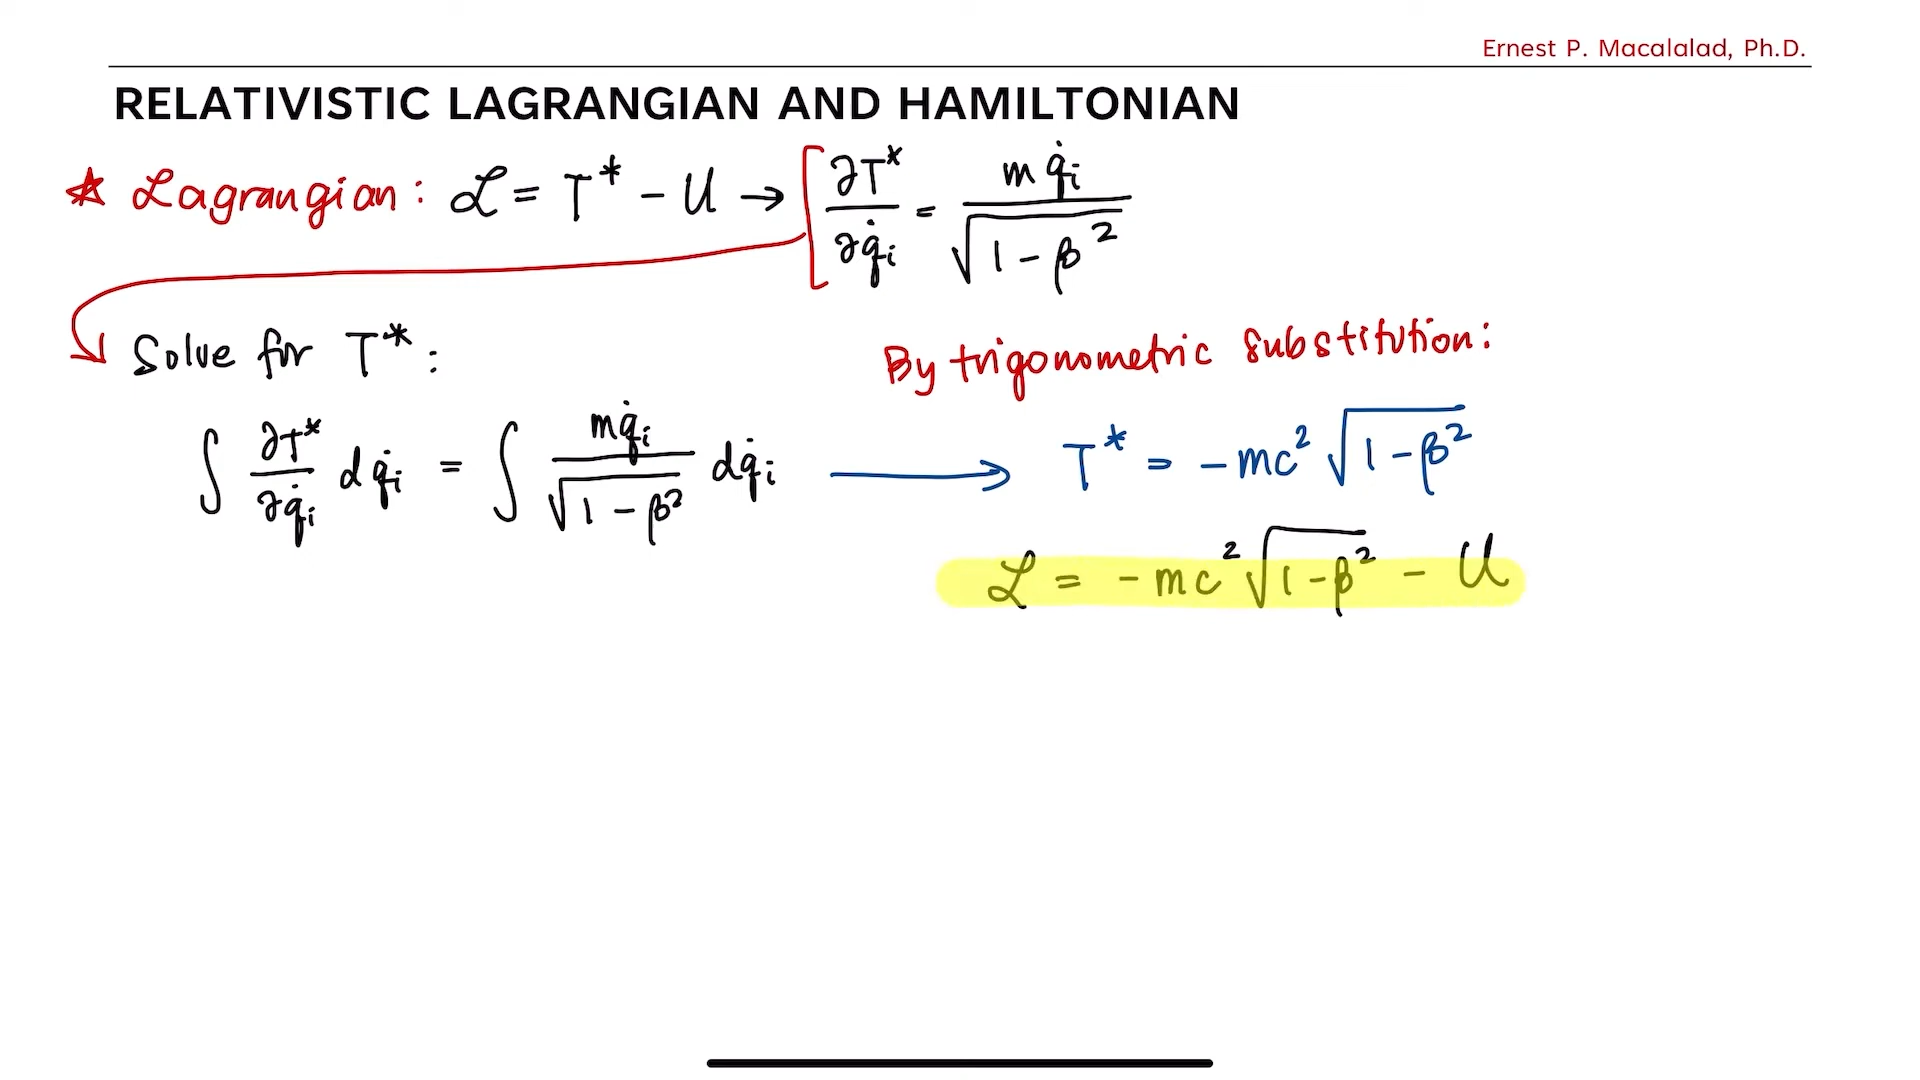 Ernest P. Macalalad, Ph.D.
RELATIVISTIC LAGRANGIAN AND HAMILTONIAN
☆ Lagrangian: ℒ = T* − U → [ ∂T*/∂q̇ᵢ = mq̇ᵢ/√(1−β²)
Solve for T*:
By trigonometric substitution:
∫ ∂T*/∂q̇ᵢ dq̇ᵢ = ∫ mq̇ᵢ/√(1−β²) dq̇ᵢ ⟶ T* = −mc² √(1−β²)
ℒ = −mc² √(1−β²) − U